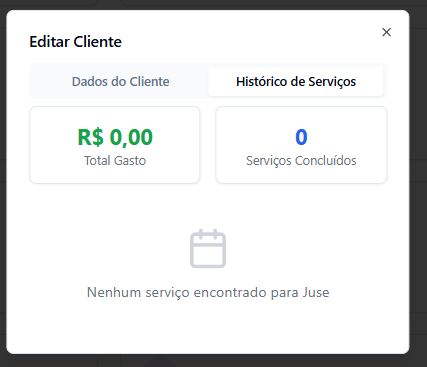 Editar Cliente
Dados do Cliente
Histórico de Serviços
R$ 0,00
Total Gasto
0
Serviços Concluídos
Nenhum serviço encontrado para Juse